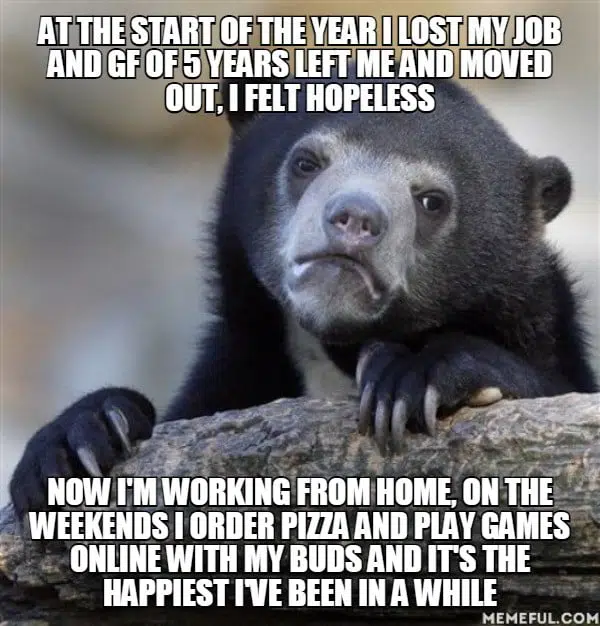 AT THE START OF THE YEAR I LOST MY JOB
AND GF OF 5 YEARS LEFT ME AND MOVED
OUT, I FELT HOPELESS
NOW I'M WORKING FROM HOME, ON THE
WEEKENDS I ORDER PIZZA AND PLAY GAMES
ONLINE WITH MY BUDS AND IT'S THE
HAPPIEST I'VE BEEN IN A WHILE
MEMEFUL.COM